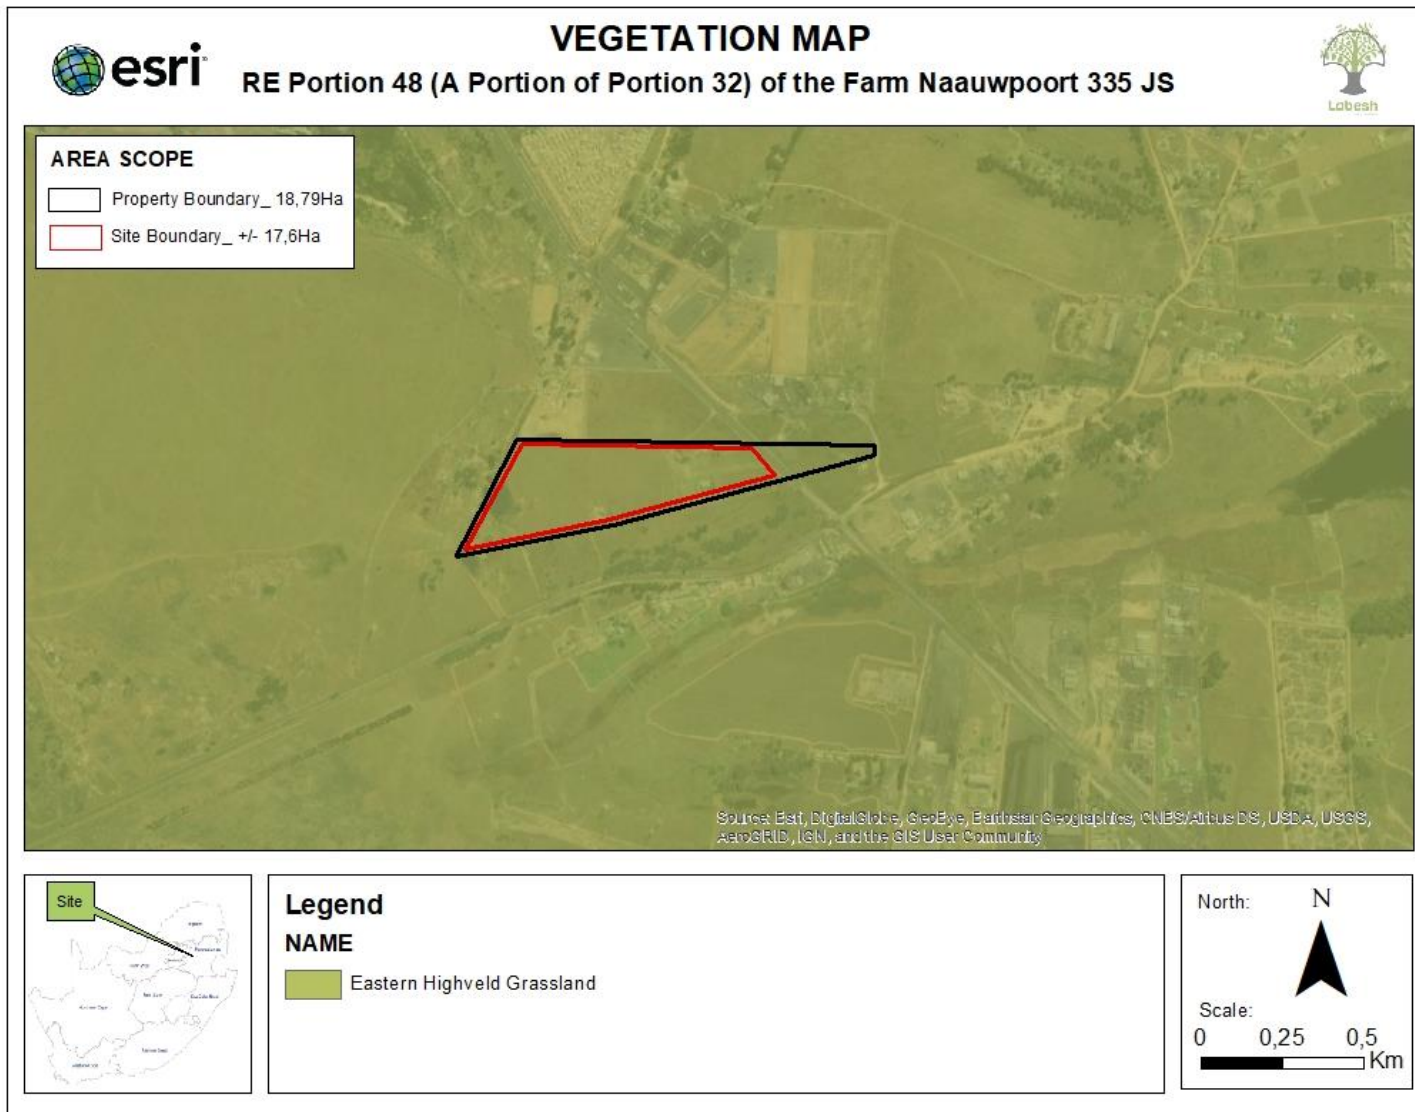 VEGETATION MAP
esri
RE Portion 48 (A Portion of Portion 32) of the Farm Naauwpoort 335 JS
Lobesh
AREA SCOPE
Property Boundary_ 18,79Ha
Site Boundary_ +/- 17,6Ha
Source: Esri, DigitalGlobe, GeoEye, Earthstar Geographics, CNES/Airbus DS, USDA, USGS,
AeroGRID, IGN, and the GIS User Community
Site
Legend
NAME
Eastern Highveld Grassland
North:
N
Scale:
0 0,25 0,5
Km